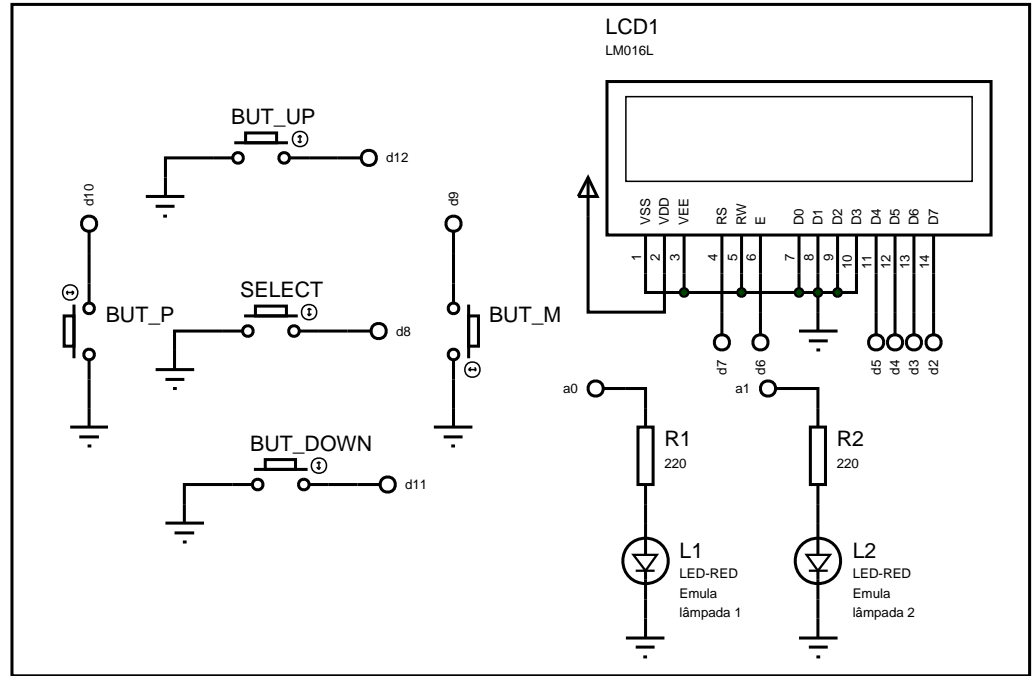 LCD1
LM016L
BUT_UP
d12
d10
d9
VSS
VDD
VEE
RS
RW
E
D0
D1
D2
D3
D4
D5
D6
D7
1
2
3
4
5
6
7
8
9
10
11
12
13
14
BUT_P
SELECT
d8
BUT_M
d7
d6
d5
d4
d3
d2
a0
a1
R1
220
R2
220
BUT_DOWN
d11
L1
LED-RED
Emula
lâmpada 1
L2
LED-RED
Emula
lâmpada 2